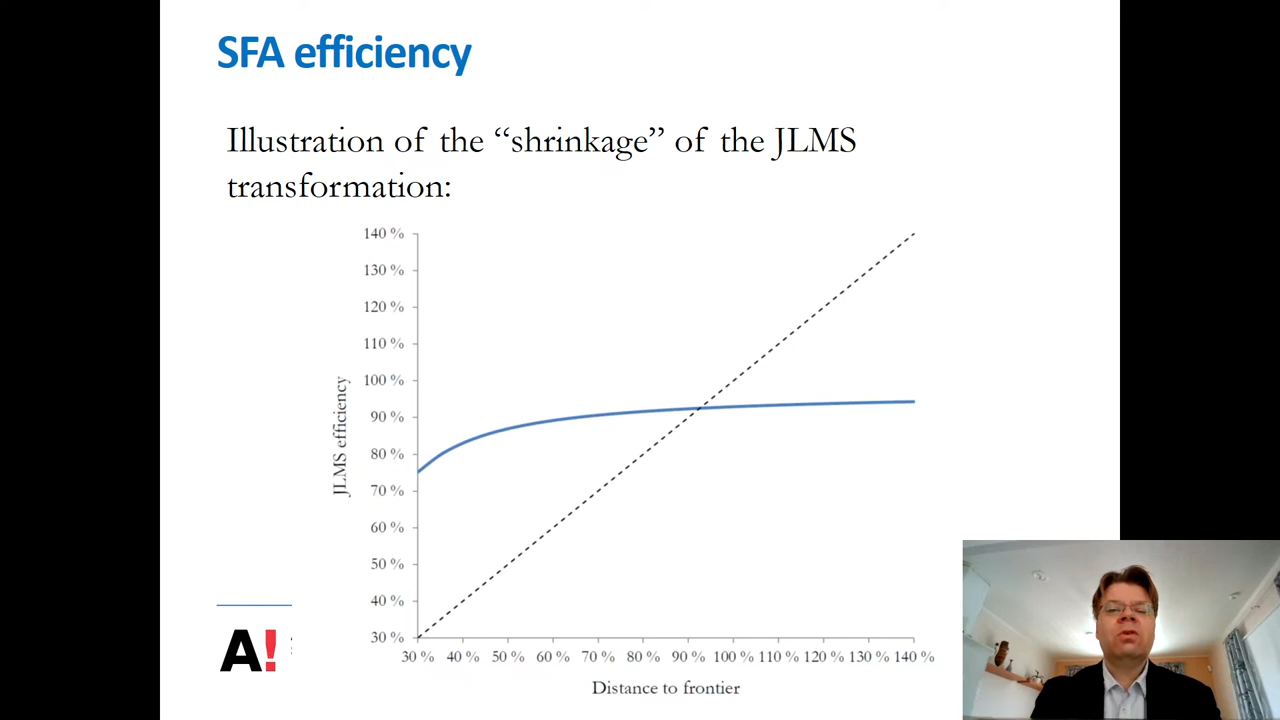 SFA efficiency
Illustration of the “shrinkage” of the JLMS
transformation:
140 %
130 %
120 %
110 %
100 %
90 %
80 %
70 %
60 %
50 %
40 %
30 %
JLMS efficiency
30 % 40 % 50 % 60 % 70 % 80 % 90 % 100 % 110 % 120 % 130 % 140 %
Distance to frontier
A!